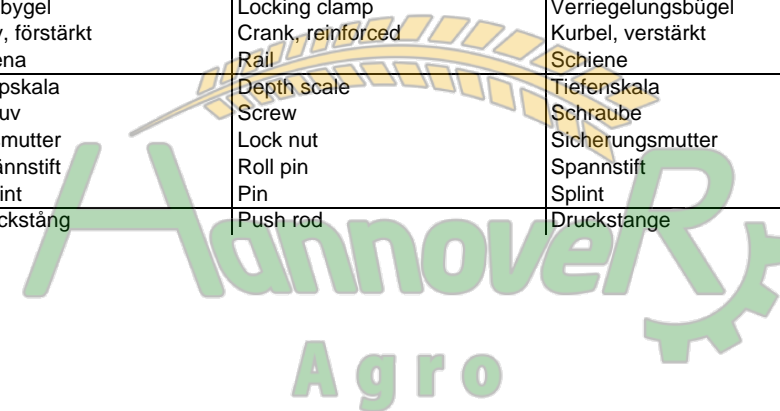 bygel Locking clamp Verriegelungsbügel
, förstärkt Crank, reinforced Kurbel, verstärkt
ena Rail Schiene
pskala Depth scale Tiefenskala
uv Screw Schraube
mutter Lock nut Sicherungsmutter
ännstift Roll pin Spannstift
int Pin Splint
ckstång Push rod Druckstange
HannoveR
Agro